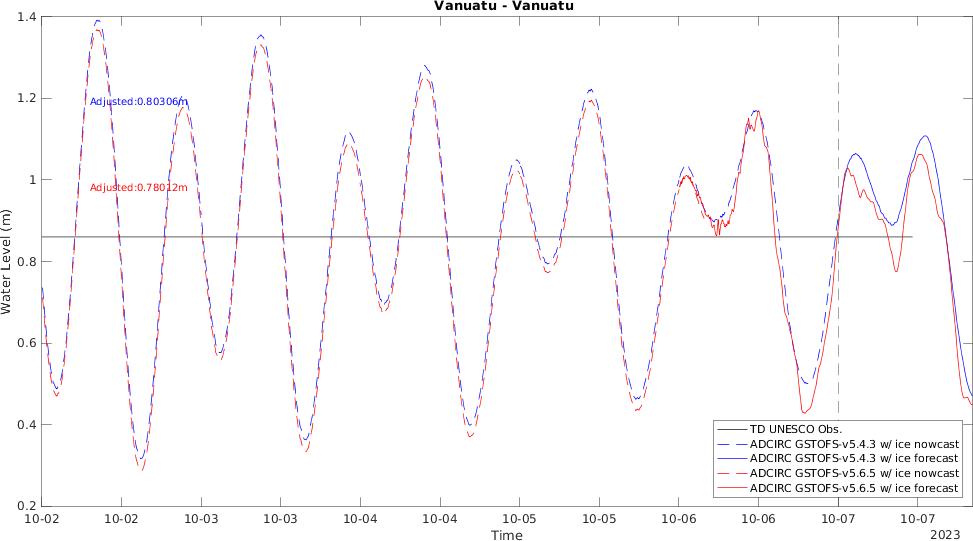 Vanuatu - Vanuatu
1.4
1.2
1
0.8
0.6
0.4
0.2
Water Level (m)
Adjusted:0.80306m
Adjusted:0.78012m
TD UNESCO Obs.
ADCIRC GSTOFS-v5.4.3 w/ ice nowcast
ADCIRC GSTOFS-v5.4.3 w/ ice forecast
ADCIRC GSTOFS-v5.6.5 w/ ice nowcast
ADCIRC GSTOFS-v5.6.5 w/ ice forecast
10-02 10-02 10-03 10-03 10-04 10-04 10-05 10-05 10-06 10-06 10-07 10-07
Time
2023